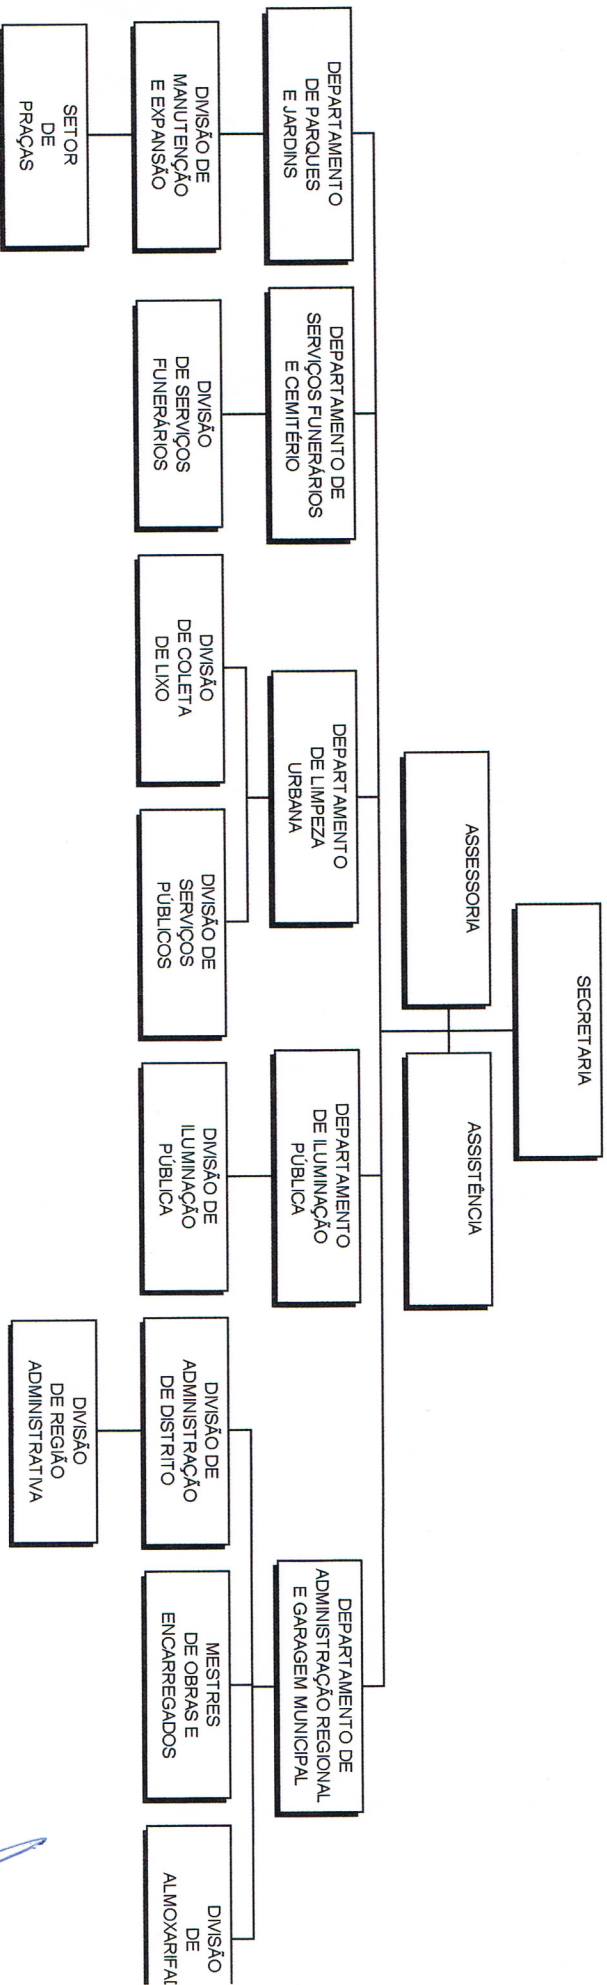 SECRETARIA
ASSESSORIA
ASSISTÊNCIA
DEPARTAMENTO
DE PARQUES
E JARDINS
DEPARTAMENTO DE
SERVIÇOS FUNERÁRIOS
E CEMITÉRIO
DEPARTAMENTO
DE LIMPEZA
URBANA
DEPARTAMENTO
DE ILUMINAÇÃO
PÚBLICA
DEPARTAMENTO DE
ADMINISTRAÇÃO REGIONAL
E GARAGEM MUNICIPAL
DIVISÃO DE
MANUTENÇÃO
E EXPANSÃO
DIVISÃO
DE SERVIÇOS
FUNERÁRIOS
DIVISÃO
DE COLETA
DE LIXO
DIVISÃO DE
SERVIÇOS
PÚBLICOS
DIVISÃO DE
ILUMINAÇÃO
PÚBLICA
DIVISÃO DE
ADMINISTRAÇÃO
DE DISTRITO
MESTRES
DE OBRAS E
ENCARREGADOS
DIVISÃO
DE
SETOR
DE
PRAÇAS
DIVISÃO
DE REGIÃO
ADMINISTRATIVA